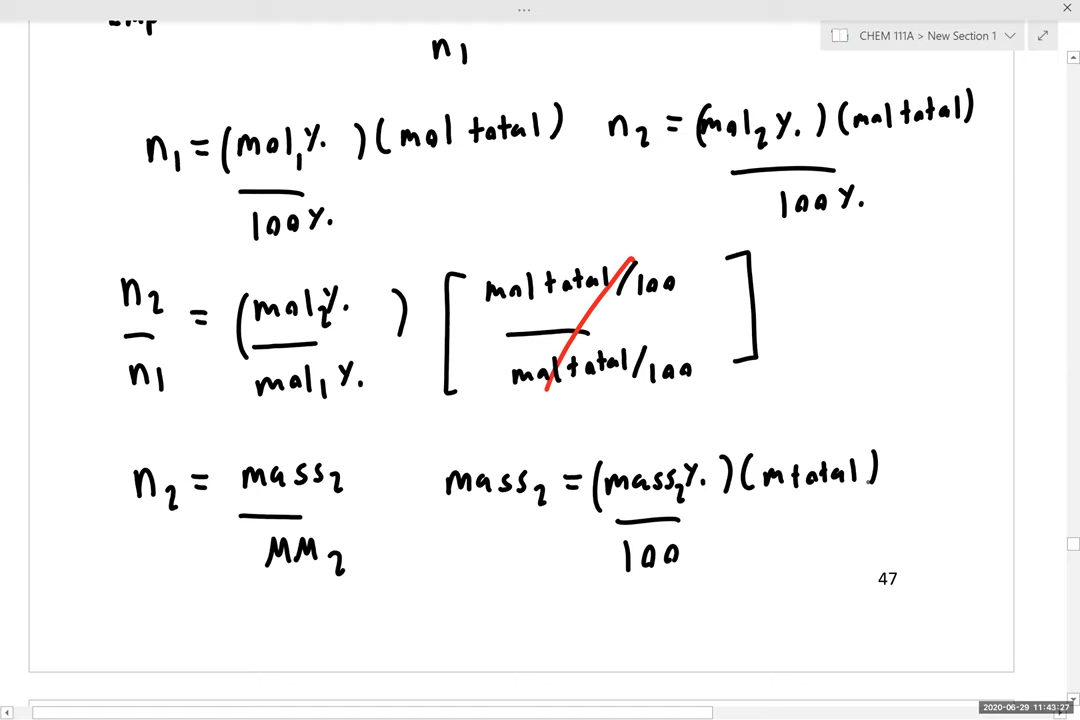 CHEM 111A > New Section 1
n1
n1 = (mol1 % / 100 %) (mol total)   n2 = (mol2 % / 100 %) (mol total)
n2 / n1 = (mol2 % / mol1 %) [mol total/100 / mol total/100]
n2 = mass2 / MM2   mass2 = (mass2 % / 100) (m total)
47
2020-06-29 11:43:27